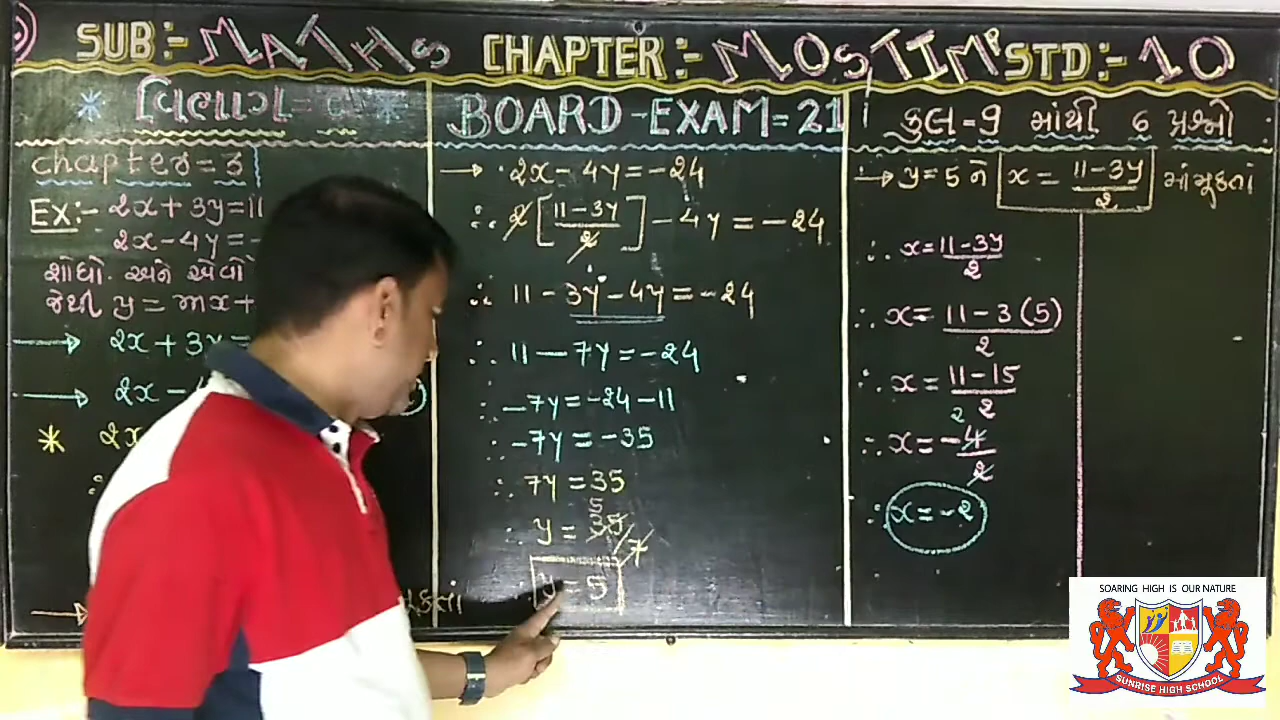 SUB:- MATHS CHAPTER:- MOST IMP STD:- 10
વિભાગ=
chapter=3
EX:- 2x+3y=11
2x-4y=-
શોધો. અને એવો
જેથી y = mx+
→ 2x + 3y =
→ 2x -
* 2x
∴
→
BOARD-EXAM=21
→ 2x-4y=-24
∴ 2[11-3y/2]-4y=-24
∴ 11-3y-4y=-24
∴ 11-7y=-24
∴ -7y=-24-11
∴ -7y=-35
∴ 7y=35
5
∴ y=35/7
∴ y=5
કુલ=9 માંથી 6 પ્રશ્નો
→ y=5 ને x=11-3y/2 માં મૂકતાં
∴ x=11-3y/2
∴ x=11-3(5)/2
∴ x=11-15/2
2
∴ x=-4/2
∴ x=-2
SOARING HIGH IS OUR NATURE
SUNRISE HIGH SCHOOL